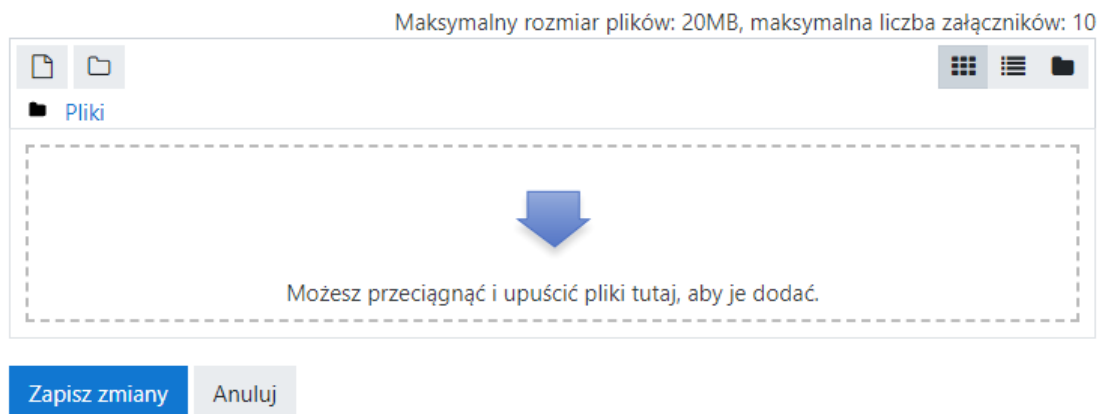 Maksymalny rozmiar plików: 20MB, maksymalna liczba załączników: 10
Pliki
Możesz przeciągnąć i upuścić pliki tutaj, aby je dodać.
Zapisz zmiany Anuluj